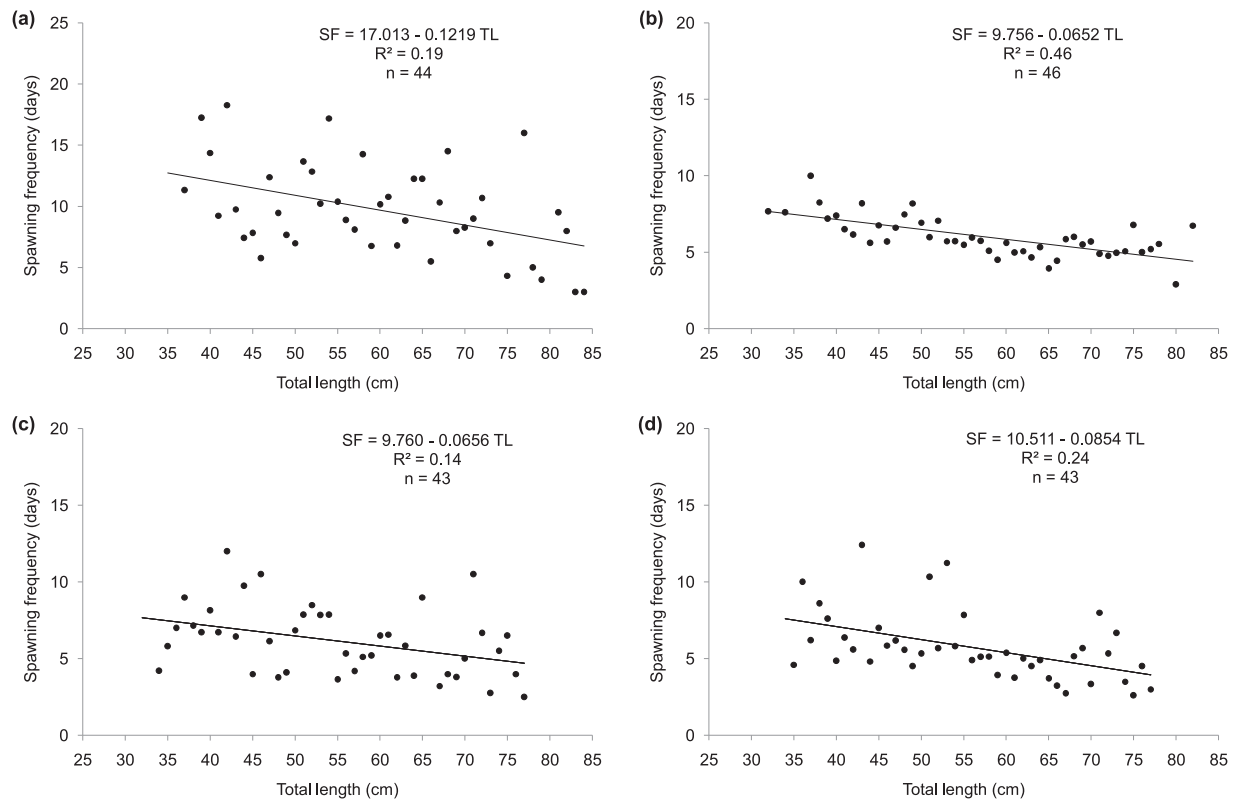 (a)
SF = 17.013 - 0.1219 TL
R² = 0.19
n = 44
Spawning frequency (days)
25
20
15
10
5
0
25 30 35 40 45 50 55 60 65 70 75 80 85
Total length (cm)
(b)
SF = 9.756 - 0.0652 TL
R² = 0.46
n = 46
Spawning frequency (days)
20
15
10
5
0
25 30 35 40 45 50 55 60 65 70 75 80 85
Total length (cm)
(c)
SF = 9.760 - 0.0656 TL
R² = 0.14
n = 43
Spawning frequency (days)
20
15
10
5
0
25 30 35 40 45 50 55 60 65 70 75 80 85
Total length (cm)
(d)
SF = 10.511 - 0.0854 TL
R² = 0.24
n = 43
Spawning frequency (days)
20
15
10
5
0
25 30 35 40 45 50 55 60 65 70 75 80 85
Total length (cm)